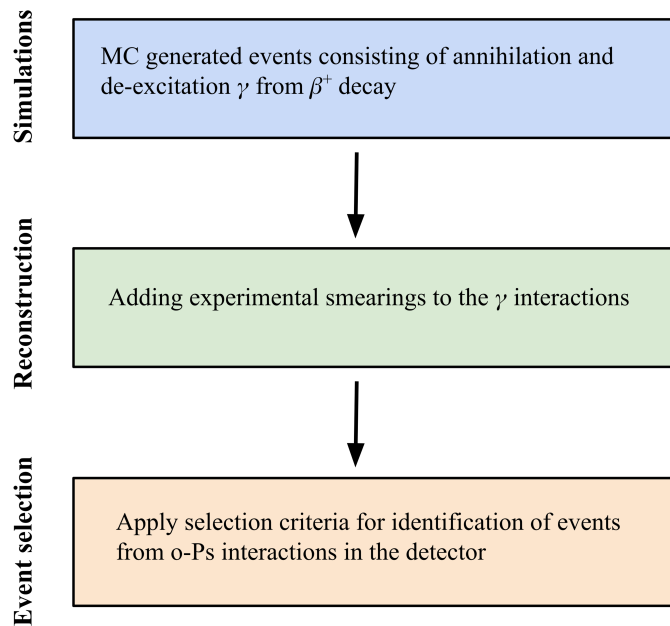 Simulations
MC generated events consisting of annihilation and
de-excitation γ from β⁺ decay
Reconstruction
Adding experimental smearings to the γ interactions
Event selection
Apply selection criteria for identification of events
from o-Ps interactions in the detector